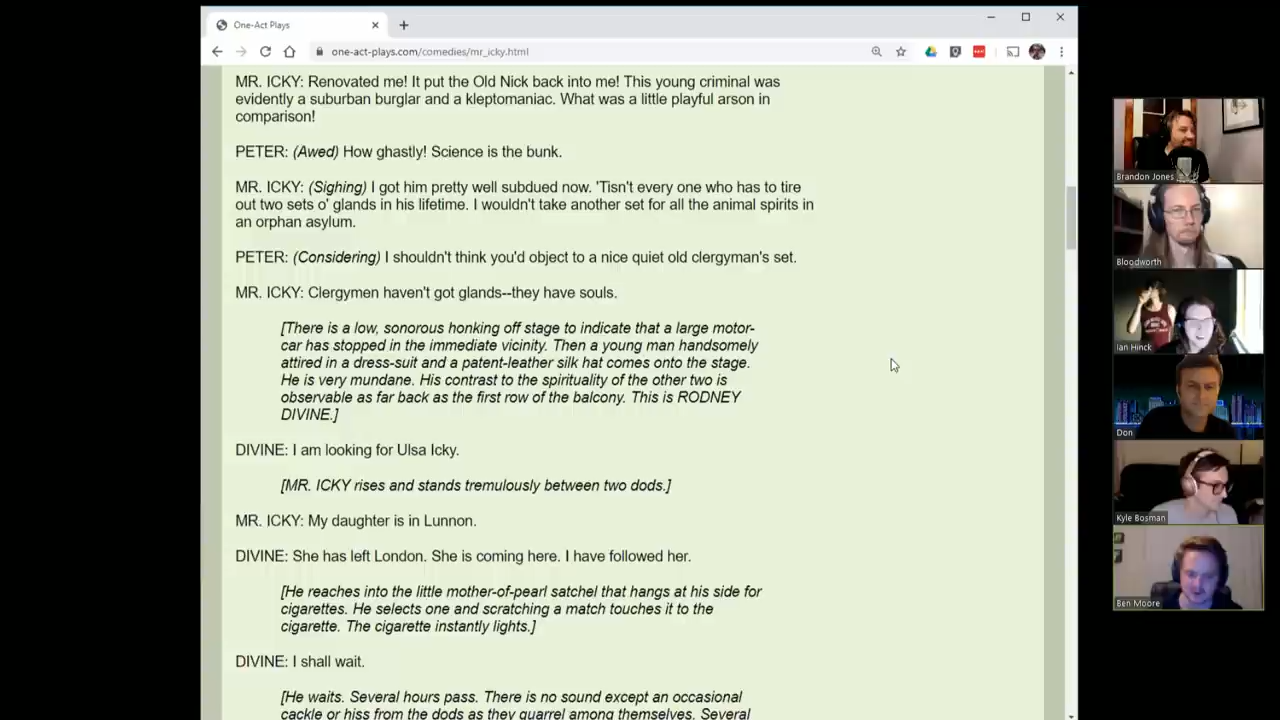 One-Act Plays
one-act-plays.com/comedies/mr_icky.html
MR. ICKY: Renovated me! It put the Old Nick back into me! This young criminal was
evidently a suburban burglar and a kleptomaniac. What was a little playful arson in
comparison!
PETER: (Awed) How ghastly! Science is the bunk.
MR. ICKY: (Sighing) I got him pretty well subdued now. 'Tisn't every one who has to tire
out two sets o' glands in his lifetime. I wouldn't take another set for all the animal spirits in
an orphan asylum.
PETER: (Considering) I shouldn't think you'd object to a nice quiet old clergyman's set.
MR. ICKY: Clergymen haven't got glands--they have souls.
[There is a low, sonorous honking off stage to indicate that a large motor-
car has stopped in the immediate vicinity. Then a young man handsomely
attired in a dress-suit and a patent-leather silk hat comes onto the stage.
He is very mundane. His contrast to the spirituality of the other two is
observable as far back as the first row of the balcony. This is RODNEY
DIVINE.]
DIVINE: I am looking for Ulsa Icky.
[MR. ICKY rises and stands tremulously between two dods.]
MR. ICKY: My daughter is in Lunnon.
DIVINE: She has left London. She is coming here. I have followed her.
[He reaches into the little mother-of-pearl satchel that hangs at his side for
cigarettes. He selects one and scratching a match touches it to the
cigarette. The cigarette instantly lights.]
DIVINE: I shall wait.
[He waits. Several hours pass. There is no sound except an occasional
cackle or hiss from the dods as they quarrel among themselves. Several
Brandon Jones
Bloodworth
Ian Hinck
Don
Kyle Bosman
Ben Moore